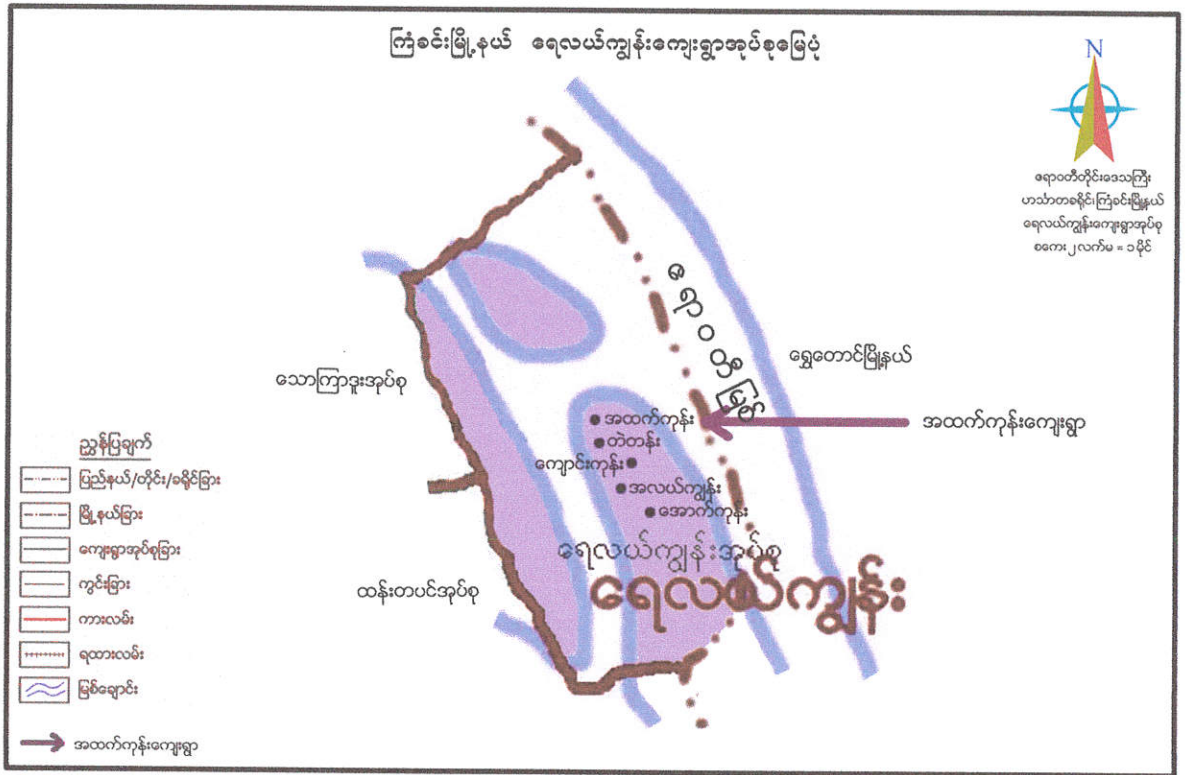 ကြံခင်းမြို့နယ် ရေလယ်ကျွန်းကျေးရွာအုပ်စုမြေပုံ
N
ဧရာဝတီတိုင်းဒေသကြီး
ဟင်္သာတခရိုင်၊ ကြံခင်းမြို့နယ်
ရေလယ်ကျွန်းကျေးရွာအုပ်စု
စကေး၂လက်မ = ၁မိုင်
ဧရာဝတီမြစ်
ရွှေတောင်မြို့နယ်
သောကြာဒူးအုပ်စု
အထက်ကုန်း
အထက်ကုန်းကျေးရွာ
တဲတန်း
ကျောင်းကုန်း
အလယ်ကျွန်း
အောက်ကုန်း
ရေလယ်ကျွန်းအုပ်စု
ရေလယ်ကျွန်း
ထန်းတပင်အုပ်စု
ညွှန်ပြချက်
ပြည်နယ်/တိုင်း/ခရိုင်ခြား
မြို့နယ်ခြား
ကျေးရွာအုပ်စုခြား
ကွင်းခြား
ကားလမ်း
ရထားလမ်း
မြစ်ချောင်း
အထက်ကုန်းကျေးရွာ